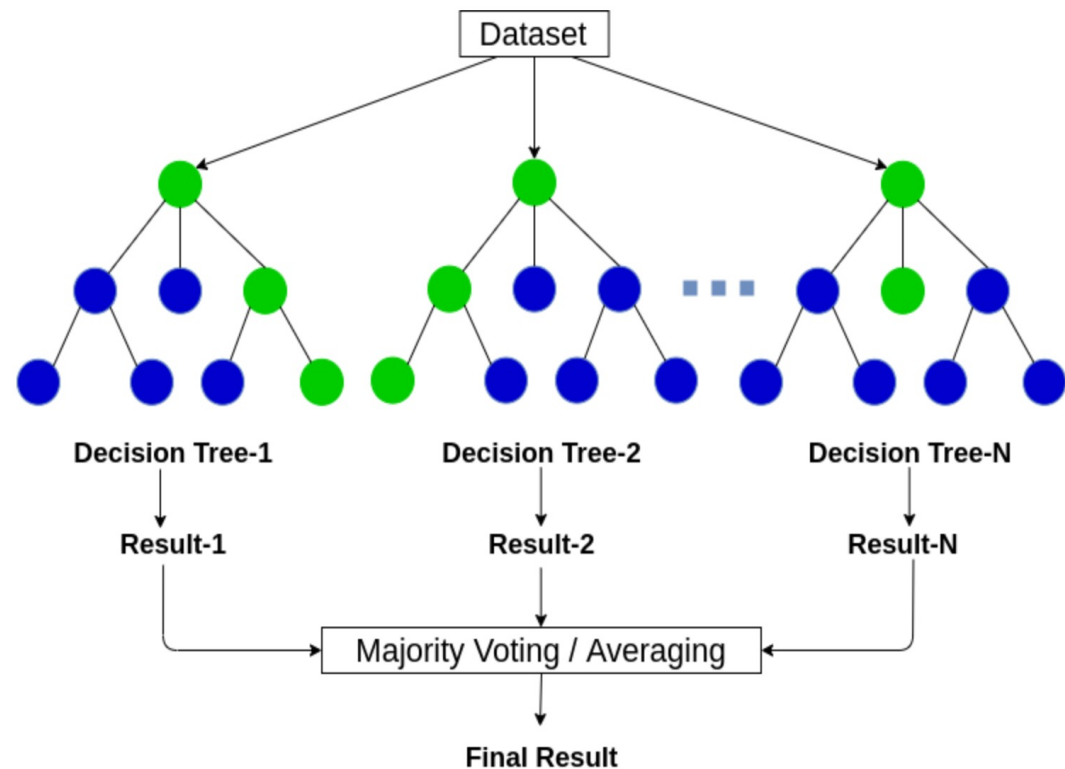 Dataset
Decision Tree-1
Decision Tree-2
Decision Tree-N
Result-1
Result-2
Result-N
Majority Voting / Averaging
Final Result